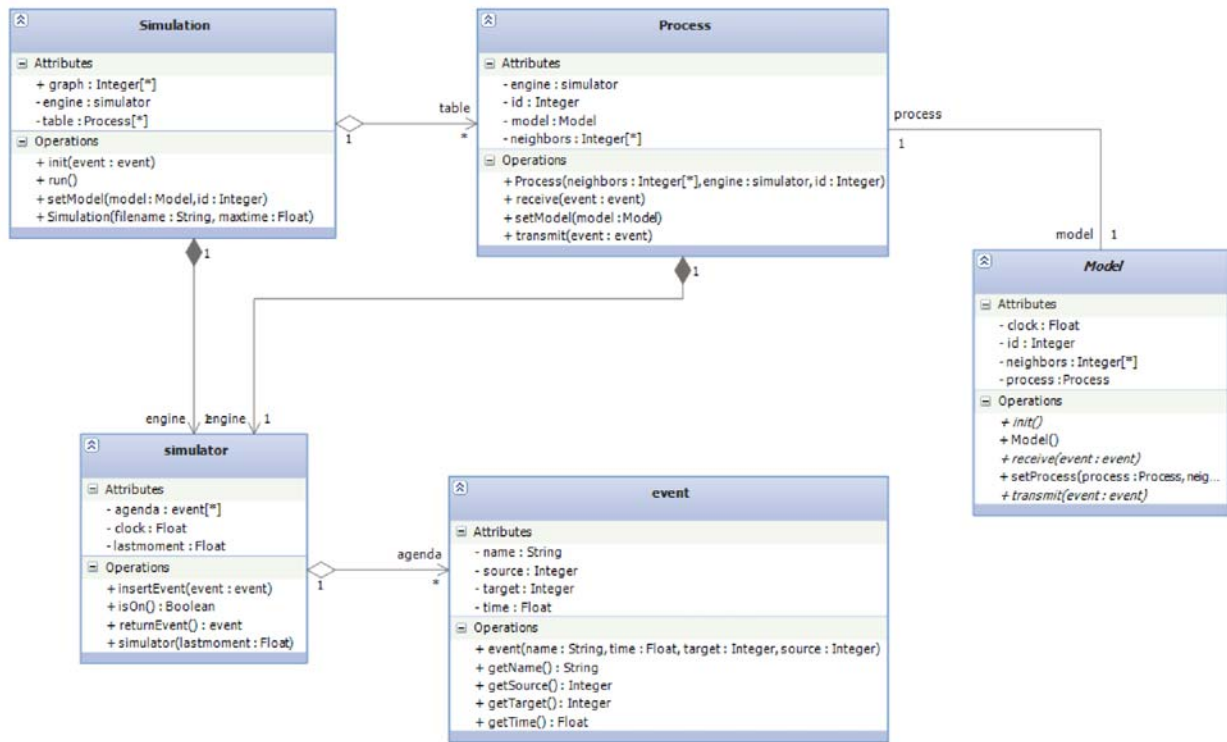 Simulation
Attributes
+ graph : Integer[*]
- engine : simulator
- table : Process[*]
Operations
+ init(event : event)
+ run()
+ setModel(model: Model, id : Integer)
+ Simulation(filename : String, maxtime : Float)
table
1
*
Process
Attributes
- engine : simulator
- id : Integer
- model : Model
- neighbors : Integer[*]
Operations
+ Process(neighbors : Integer[*], engine : simulator, id : Integer)
+ receive(event : event)
+ setModel(model : Model)
+ transmit(event : event)
process
1
model
1
Model
Attributes
- clock : Float
- id : Integer
- neighbors : Integer[*]
- process : Process
Operations
+ init()
+ Model()
+ receive(event : event)
+ setProcess(process : Process, neig...
+ transmit(event : event)
1
1
engine
1
engine
1
simulator
Attributes
- agenda : event[*]
- clock : Float
- lastmoment : Float
Operations
+ insertEvent(event : event)
+ isOn() : Boolean
+ returnEvent() : event
+ simulator(lastmoment : Float)
agenda
1
*
event
Attributes
- name : String
- source : Integer
- target : Integer
- time : Float
Operations
+ event(name : String, time : Float, target : Integer, source : Integer)
+ getName() : String
+ getSource() : Integer
+ getTarget() : Integer
+ getTime() : Float